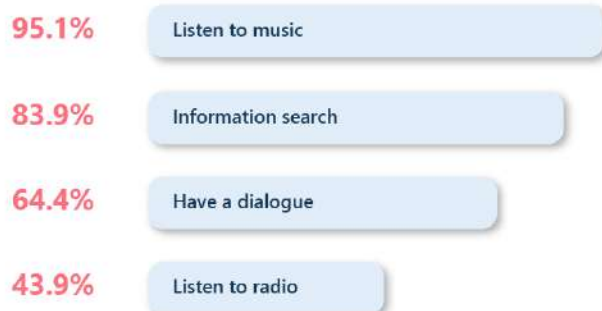 95.1% Listen to music
83.9% Information search
64.4% Have a dialogue
43.9% Listen to radio